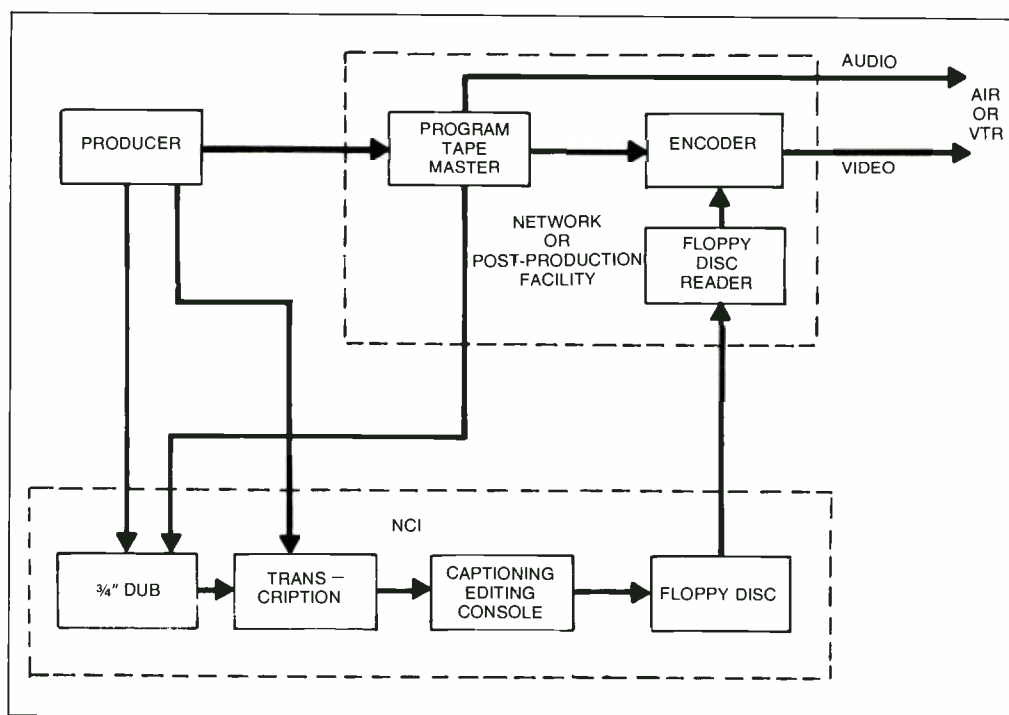 AUDIO
AIR
OR
VTR
PRODUCER
PROGRAM
TAPE
MASTER
ENCODER
VIDEO
NETWORK
OR
POST-PRODUCTION
FACILITY
FLOPPY
DISC
READER
NCI
¾" DUB
TRANS –
CRIPTION
CAPTIONING
EDITING
CONSOLE
FLOPPY DISC